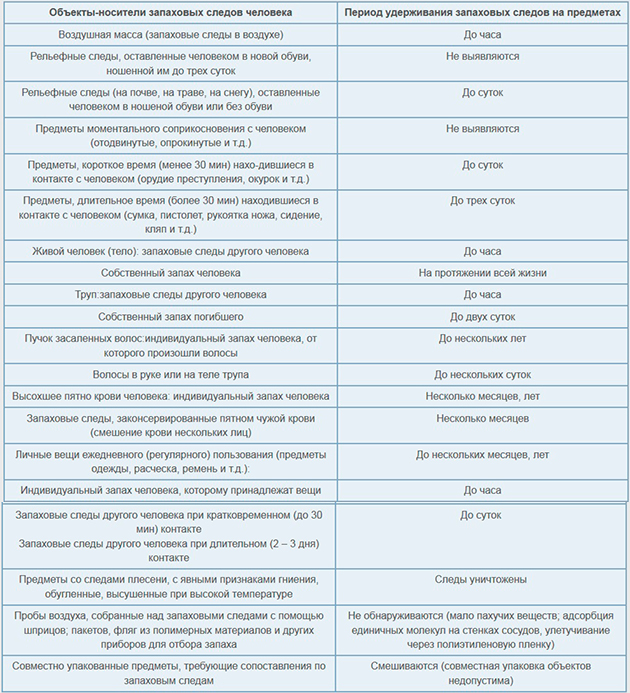 Объекты-носители запаховых следов человека
Период удерживания запаховых следов на предметах
Воздушная масса (запаховые следы в воздухе)
До часа
Рельефные следы, оставленные человеком в новой обуви,
ношенной им до трех суток
Не выявляются
Рельефные следы (на почве, на траве, на снегу), оставленные
человеком в ношеной обуви или без обуви
До суток
Предметы моментального соприкосновения с человеком
(отодвинутые, опрокинутые и т.д.)
Не выявляются
Предметы, короткое время (менее 30 мин) нахо-дившиеся в
контакте с человеком (орудие преступления, окурок и т.д.)
До суток
Предметы, длительное время (более 30 мин) находившиеся в
контакте с человеком (сумка, пистолет, рукоятка ножа, сидение,
кляп и т.д.)
До трех суток
Живой человек (тело): запаховые следы другого человека
До часа
Собственный запах человека
На протяжении всей жизни
Труп:запаховые следы другого человека
До часа
Собственный запах погибшего
До двух суток
Пучок засаленных волос:индивидуальный запах человека, от
которого произошли волосы
До нескольких лет
Волосы в руке или на теле трупа
До нескольких суток
Высохшее пятно крови человека: индивидуальный запах человека
Несколько месяцев, лет
Запаховые следы, законсервированные пятном чужой крови
(смешение крови нескольких лиц)
Несколько месяцев
Личные вещи ежедневного (регулярного) пользования (предметы
одежды, расческа, ремень и т.д.):
До нескольких месяцев, лет
Индивидуальный запах человека, которому принадлежат вещи
До часа
Запаховые следы другого человека при кратковременном (до 30
мин) контакте
Запаховые следы другого человека при длительном (2 – 3 дня)
контакте
До суток
Предметы со следами плесени, с явными признаками гниения,
обугленные, высушенные при высокой температуре
Следы уничтожены
Пробы воздуха, собранные над запаховыми следами с помощью
шприцов; пакетов, фляг из полимерных материалов и других
приборов для отбора запаха
Не обнаруживаются (мало пахучих веществ; адсорбция
единичных молекул на стенках сосудов, улетучивание
через полиэтиленовую пленку)
Совместно упакованные предметы, требующие сопоставления по
запаховым следам
Смешиваются (совместная упаковка объектов
недопустима)